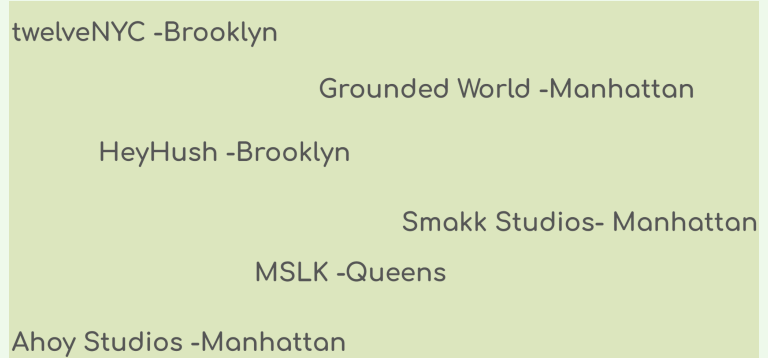 twelveNYC -Brooklyn
Grounded World -Manhattan
HeyHush -Brooklyn
Smakk Studios- Manhattan
MSLK -Queens
Ahoy Studios -Manhattan